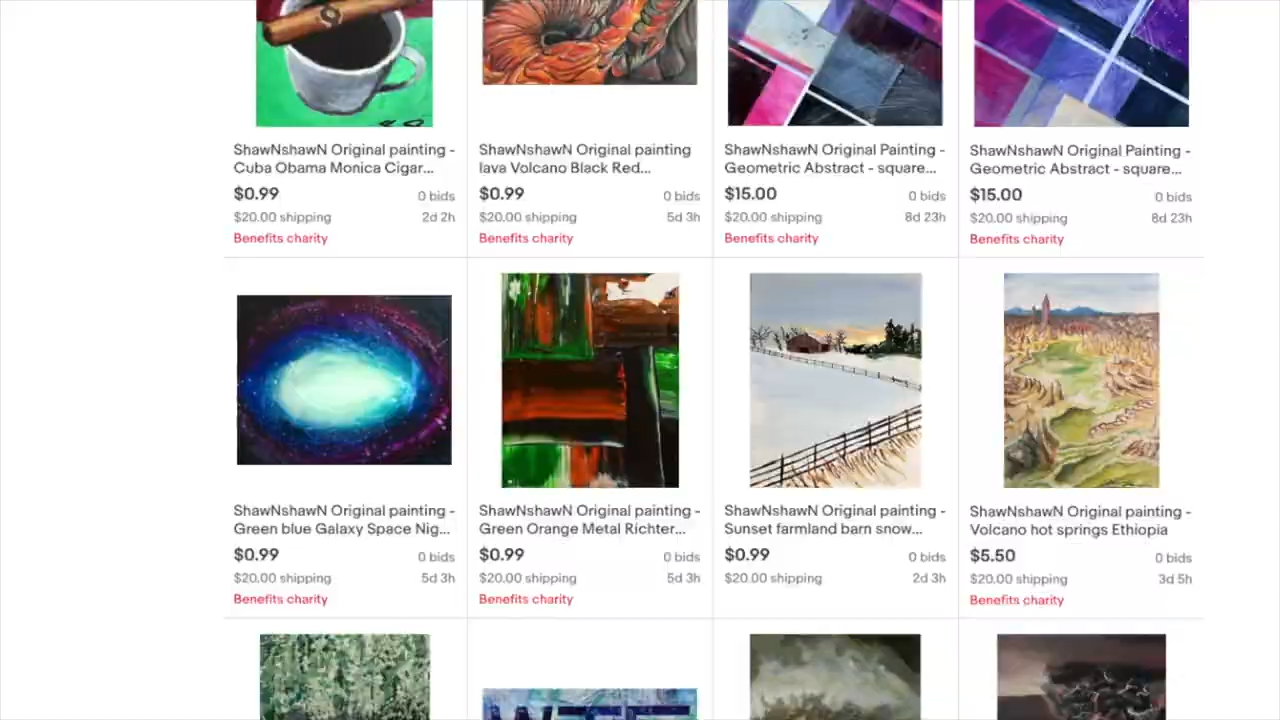 ShawNshawN Original painting -
Cuba Obama Monica Cigar...
$0.99
0 bids
$20.00 shipping
2d 2h
Benefits charity
ShawNshawN Original painting
lava Volcano Black Red...
$0.99
0 bids
$20.00 shipping
5d 3h
Benefits charity
ShawNshawN Original Painting -
Geometric Abstract - square...
$15.00
0 bids
$20.00 shipping
8d 23h
Benefits charity
ShawNshawN Original Painting -
Geometric Abstract - square...
$15.00
0 bids
$20.00 shipping
8d 23h
Benefits charity
ShawNshawN Original painting -
Green blue Galaxy Space Nig...
$0.99
0 bids
$20.00 shipping
5d 3h
Benefits charity
ShawNshawN Original painting -
Green Orange Metal Richter...
$0.99
0 bids
$20.00 shipping
5d 3h
Benefits charity
ShawNshawN Original painting -
Sunset farmland barn snow...
$0.99
0 bids
$20.00 shipping
2d 3h
ShawNshawN Original painting -
Volcano hot springs Ethiopia
$5.50
0 bids
$20.00 shipping
3d 5h
Benefits charity